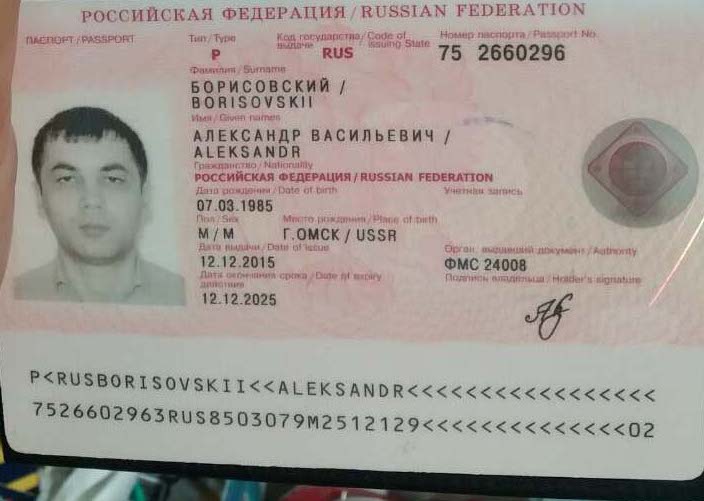 РОССИЙСКАЯ ФЕДЕРАЦИЯ / RUSSIAN FEDERATION
ПАСПОРТ / PASSPORT
Тип / Type
Код государства / Code of
выдачи issuing State
Номер паспорта / Passport No.
P
RUS
75 2660296
Фамилия / Surname
БОРИСОВСКИЙ /
BORISOVSKII
Имя / Given names
АЛЕКСАНДР ВАСИЛЬЕВИЧ /
ALEKSANDR
Гражданство / Nationality
РОССИЙСКАЯ ФЕДЕРАЦИЯ / RUSSIAN FEDERATION
Дата рождения / Date of birth
Учетная запись
07.03.1985
Пол / Sex
Место рождения / Place of birth
М / M
Г.ОМСК / USSR
Дата выдачи / Date of issue
Орган, выдавший документ / Authority
12.12.2015
ФМС 24008
Дата окончания срока / Date of expiry
действия
Подпись владельца / Holder's signature
12.12.2025
P<RUSBORISOVSKII<<ALEKSANDR<<<<<<<<<<<<<<<<<
7526602963RUS8503079M2512129<<<<<<<<<<<<<<02